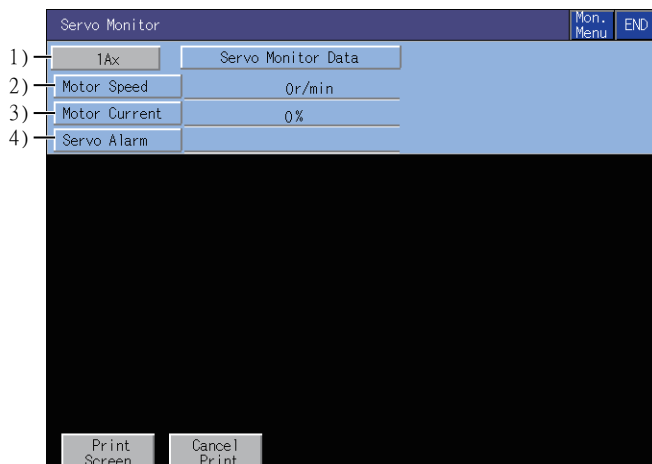 Servo Monitor
Mon.
Menu
END
1)
1Ax
Servo Monitor Data
2)
Motor Speed
0r/min
3)
Motor Current
0%
4)
Servo Alarm
Print
Screen
Cancel
Print